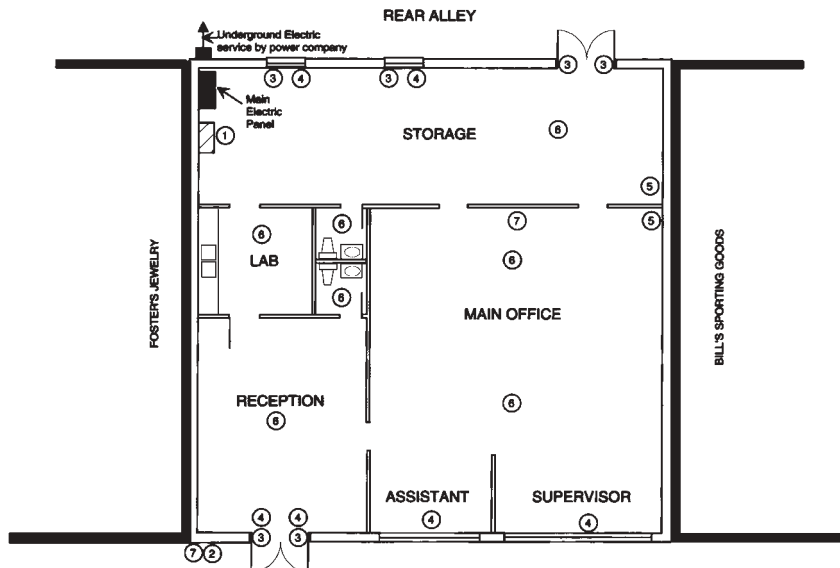 REAR ALLEY
Underground Electric
service by power company
3 4
3 4
3 3
Main
Electric
Panel
1
STORAGE
6
5
7
5
6
6
LAB
6
6
MAIN OFFICE
FOSTER'S JEWELRY
BILL'S SPORTING GOODS
RECEPTION
6
6
ASSISTANT
SUPERVISOR
4 4
3 3
4
4
7 2